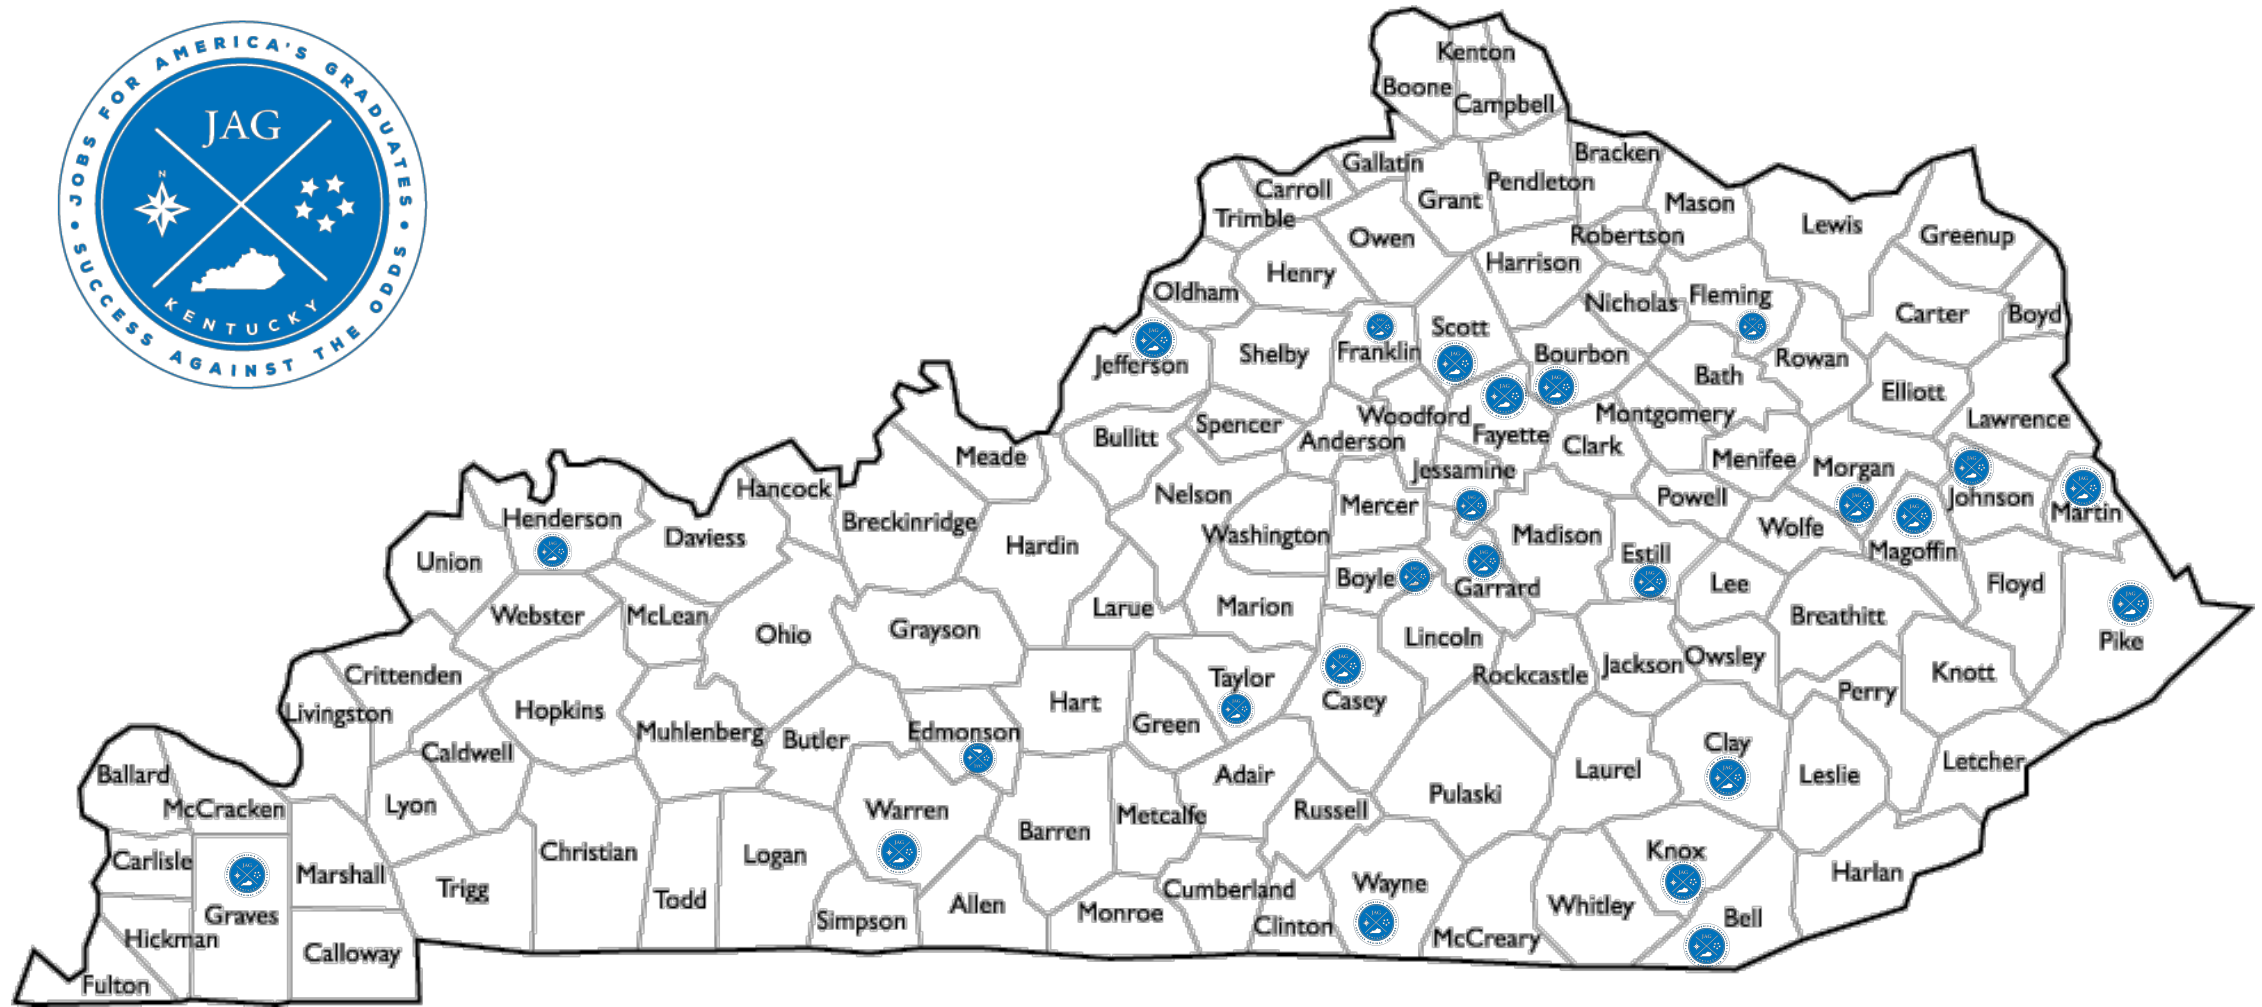 JOBS FOR AMERICA'S GRADUATES
JAG
N
KENTUCKY
SUCCESS AGAINST THE ODDS
Kenton
Boone
Campbell
Gallatin
Bracken
Carroll
Pendleton
Grant
Mason
Trimble
Owen
Robertson
Lewis
Greenup
Henry
Harrison
Oldham
Nicholas
Fleming
Carter
Boyd
Scott
Jefferson
Shelby
Franklin
Bourbon
Rowan
Bath
Elliott
Woodford
Montgomery
Lawrence
Spencer
Bullitt
Anderson
Fayette
Clark
Meade
Jessamine
Menifee
Morgan
Hancock
Nelson
Mercer
Powell
Johnson
Martin
Henderson
Breckinridge
Washington
Madison
Wolfe
Daviess
Hardin
Magoffin
Union
Estill
Boyle
Garrard
Lee
Floyd
Webster
McLean
Larue
Marion
Breathitt
Ohio
Grayson
Lincoln
Pike
Crittenden
Taylor
Rockcastle
Jackson
Owsley
Knott
Perry
Livingston
Hopkins
Hart
Casey
Muhlenberg
Butler
Edmonson
Green
Clay
Caldwell
Letcher
Ballard
Adair
Laurel
Leslie
McCracken
Lyon
Warren
Metcalfe
Russell
Pulaski
Barren
Carlisle
Marshall
Christian
Logan
Knox
Harlan
Trigg
Todd
Cumberland
Wayne
Graves
Simpson
Allen
Monroe
Whitley
Bell
Hickman
Clinton
McCreary
Calloway
Fulton